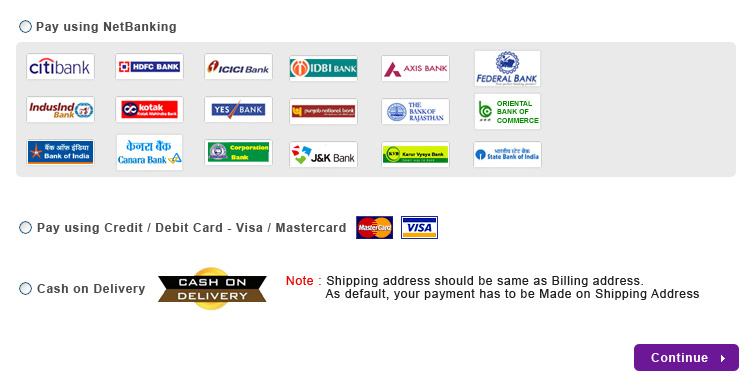 Pay using NetBanking
citibank
HDFC BANK
ICICI Bank
IDBI BANK
AXIS BANK
FEDERAL BANK
IndusInd Bank
kotak
Kotak Mahindra Bank
YES BANK
punjab national bank
THE
BANK OF
RAJASTHAN
ORIENTAL
BANK OF
COMMERCE
बैंक ऑफ इंडिया
Bank of India
केनरा बैंक
Canara Bank
Corporation
Bank
J&K Bank
KVB
Karur Vysya Bank
भारतीय स्टेट बैंक
State Bank of India
Pay using Credit / Debit Card - Visa / Mastercard
MasterCard
VISA
Cash on Delivery
CASH ON
DELIVERY
Note : Shipping address should be same as Billing address.
As default, your payment has to be Made on Shipping Address
Continue